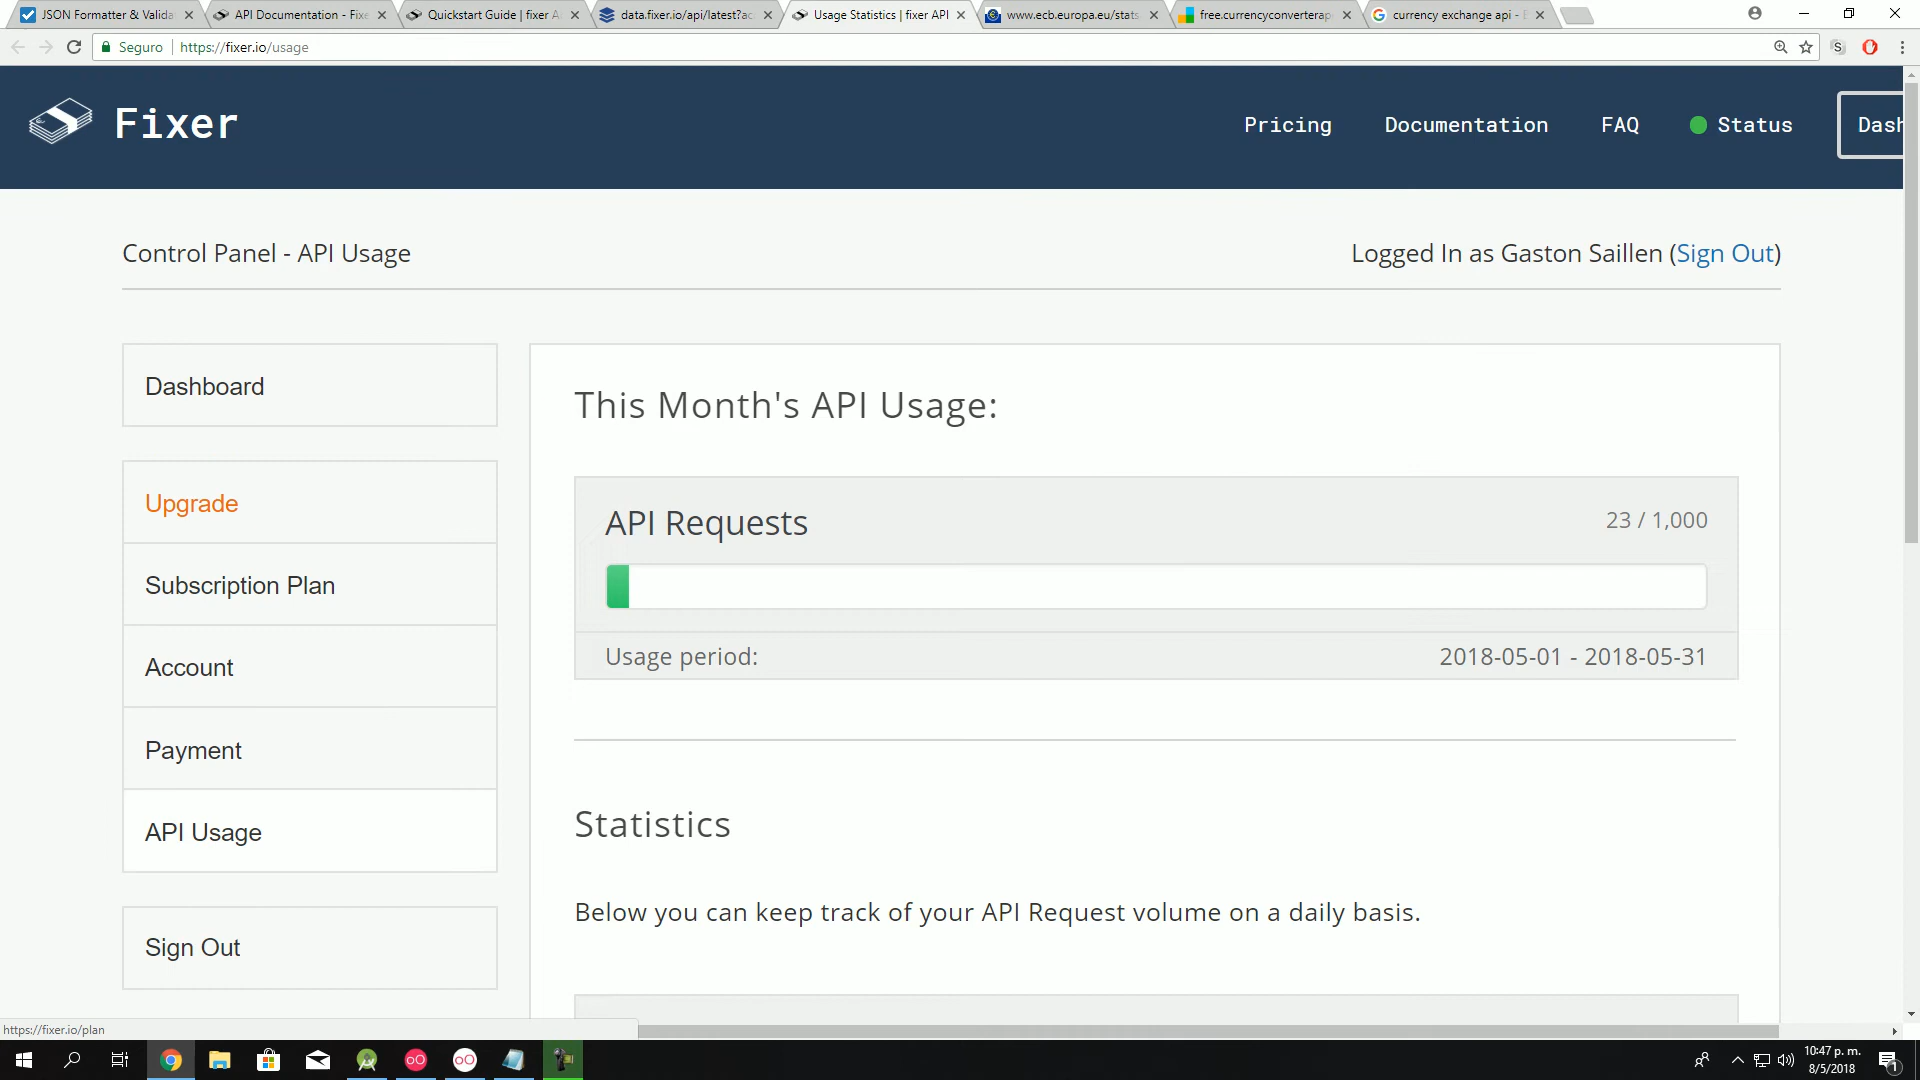 JSON Formatter & Valida
API Documentation - Fixe
Quickstart Guide | fixer A
data.fixer.io/api/latest?ac
Usage Statistics | fixer API
www.ecb.europa.eu/stats
free.currencyconverterap
currency exchange api - B
Seguro
https://fixer.io/usage
Fixer
Pricing
Documentation
FAQ
Status
Dash
Control Panel - API Usage
Logged In as Gaston Saillen (Sign Out)
Dashboard
Upgrade
Subscription Plan
Account
Payment
API Usage
Sign Out
This Month's API Usage:
API Requests
23 / 1,000
Usage period:
2018-05-01 - 2018-05-31
Statistics
Below you can keep track of your API Request volume on a daily basis.
https://fixer.io/plan
10:47 p. m.
8/5/2018
1